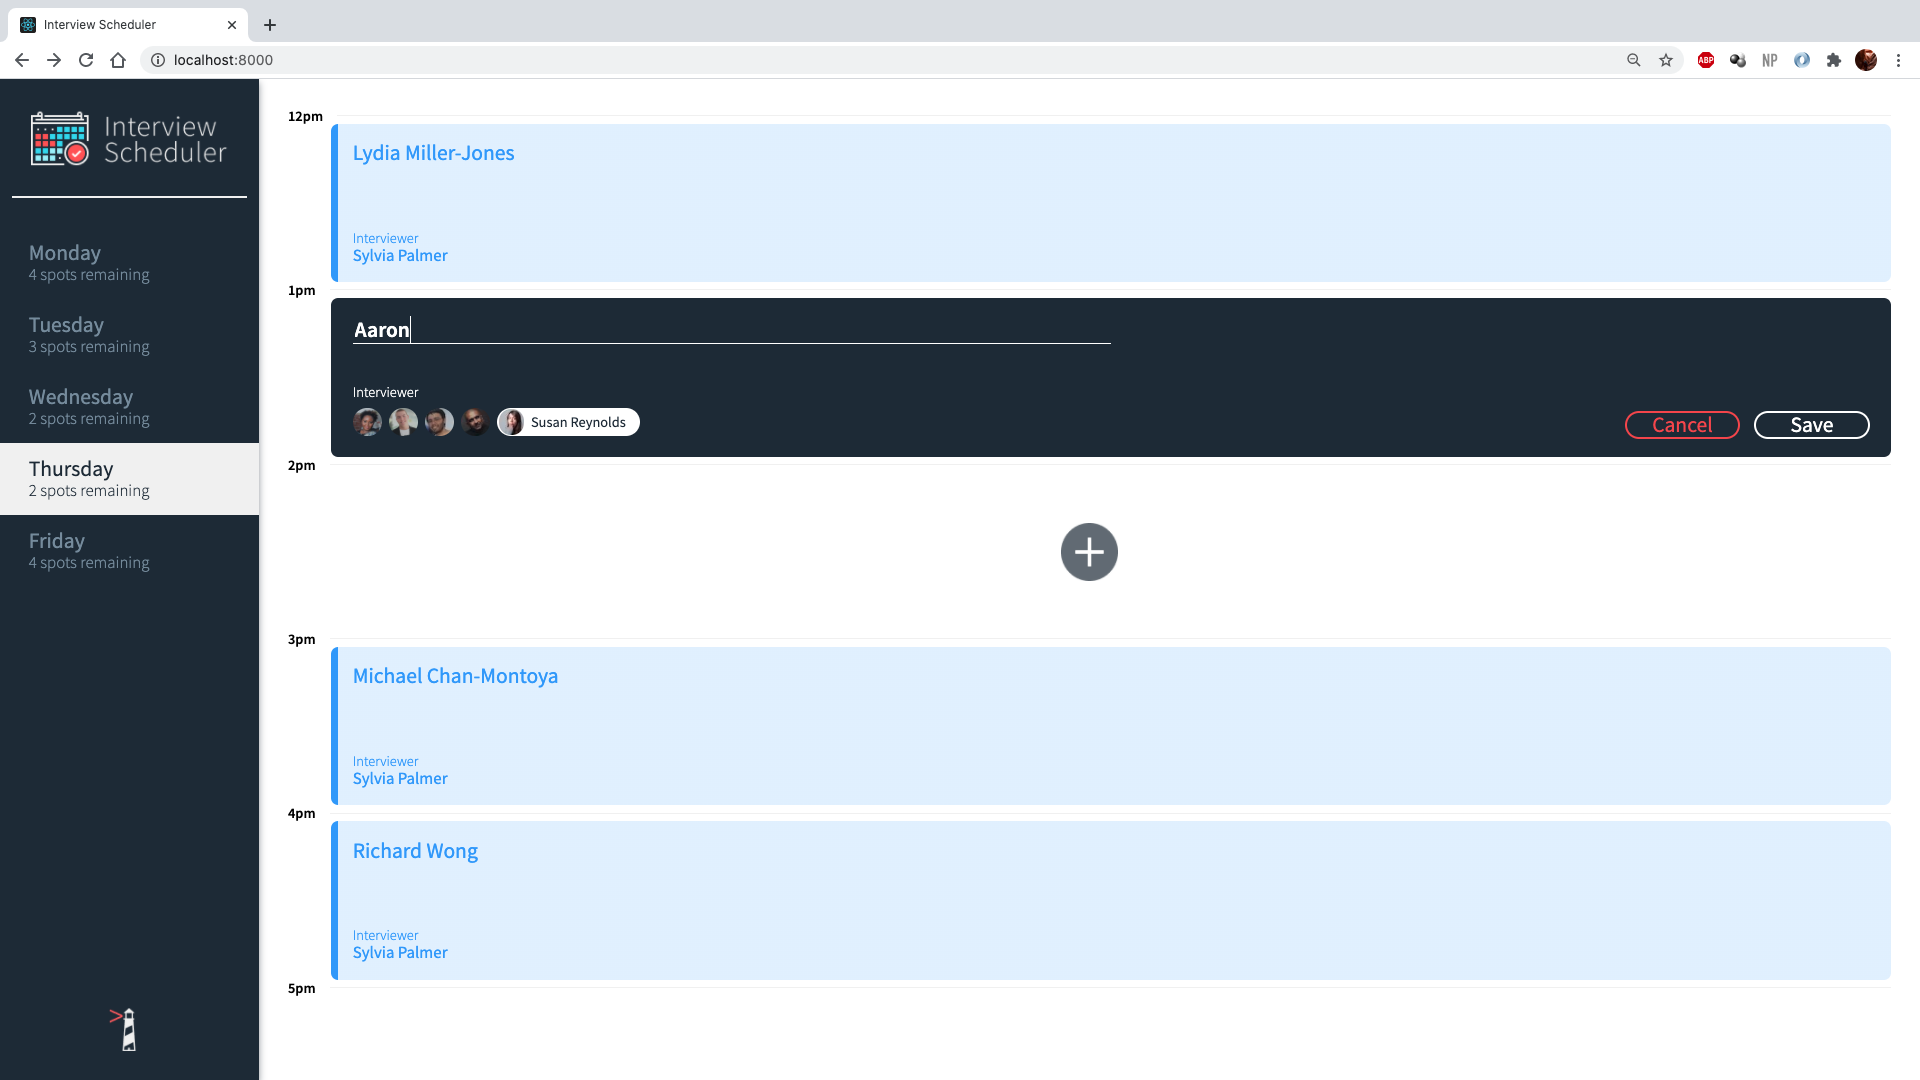 Interview Scheduler
localhost:8000
ABP
NP
Interview
Scheduler
Monday
4 spots remaining
Tuesday
3 spots remaining
Wednesday
2 spots remaining
Thursday
2 spots remaining
Friday
4 spots remaining
12pm
Lydia Miller-Jones
Interviewer
Sylvia Palmer
1pm
Aaron
Interviewer
Susan Reynolds
Cancel
Save
2pm
3pm
Michael Chan-Montoya
Interviewer
Sylvia Palmer
4pm
Richard Wong
Interviewer
Sylvia Palmer
5pm